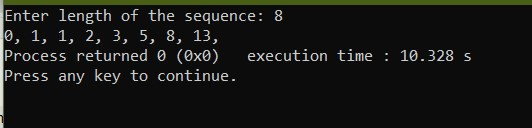 Enter length of the sequence: 8
0, 1, 1, 2, 3, 5, 8, 13,
Process returned 0 (0x0)   execution time : 10.328 s
Press any key to continue.